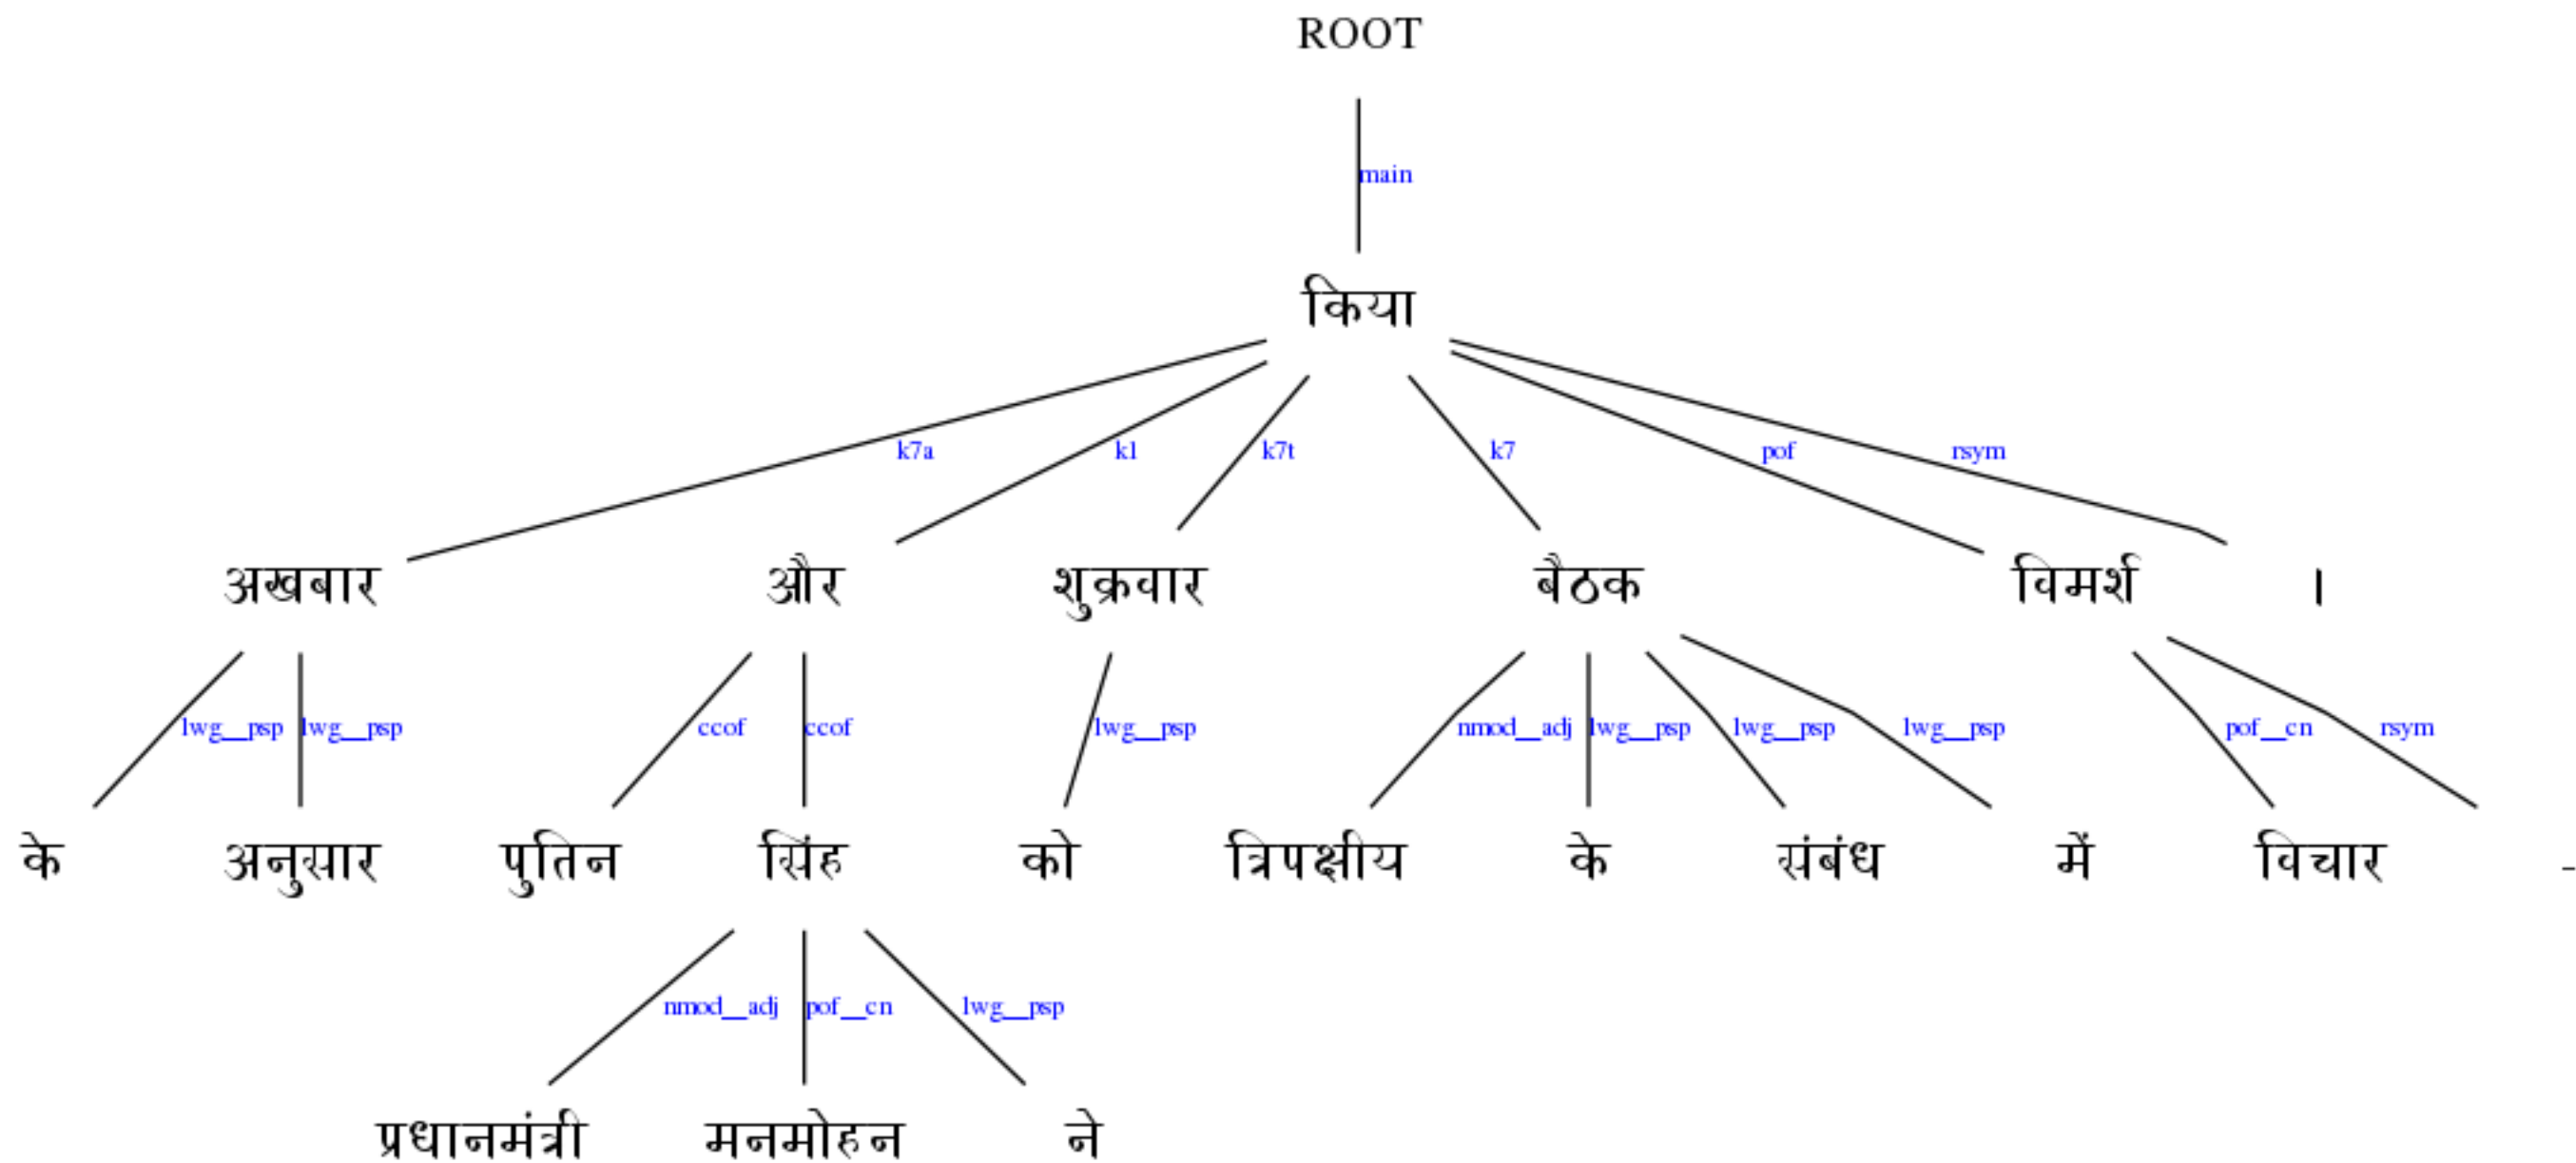 ROOT
main
किया
k7a k1 k7t k7 pof rsym
अखबार और शुक्रवार बैठक विमर्श ।
lwg__psp lwg__psp ccof ccof lwg__psp nmod__adj lwg__psp lwg__psp lwg__psp pof__cn rsym
के अनुसार पुतिन सिंह को त्रिपक्षीय के संबंध में विचार -
nmod__adj pof__cn lwg__psp
प्रधानमंत्री मनमोहन ने